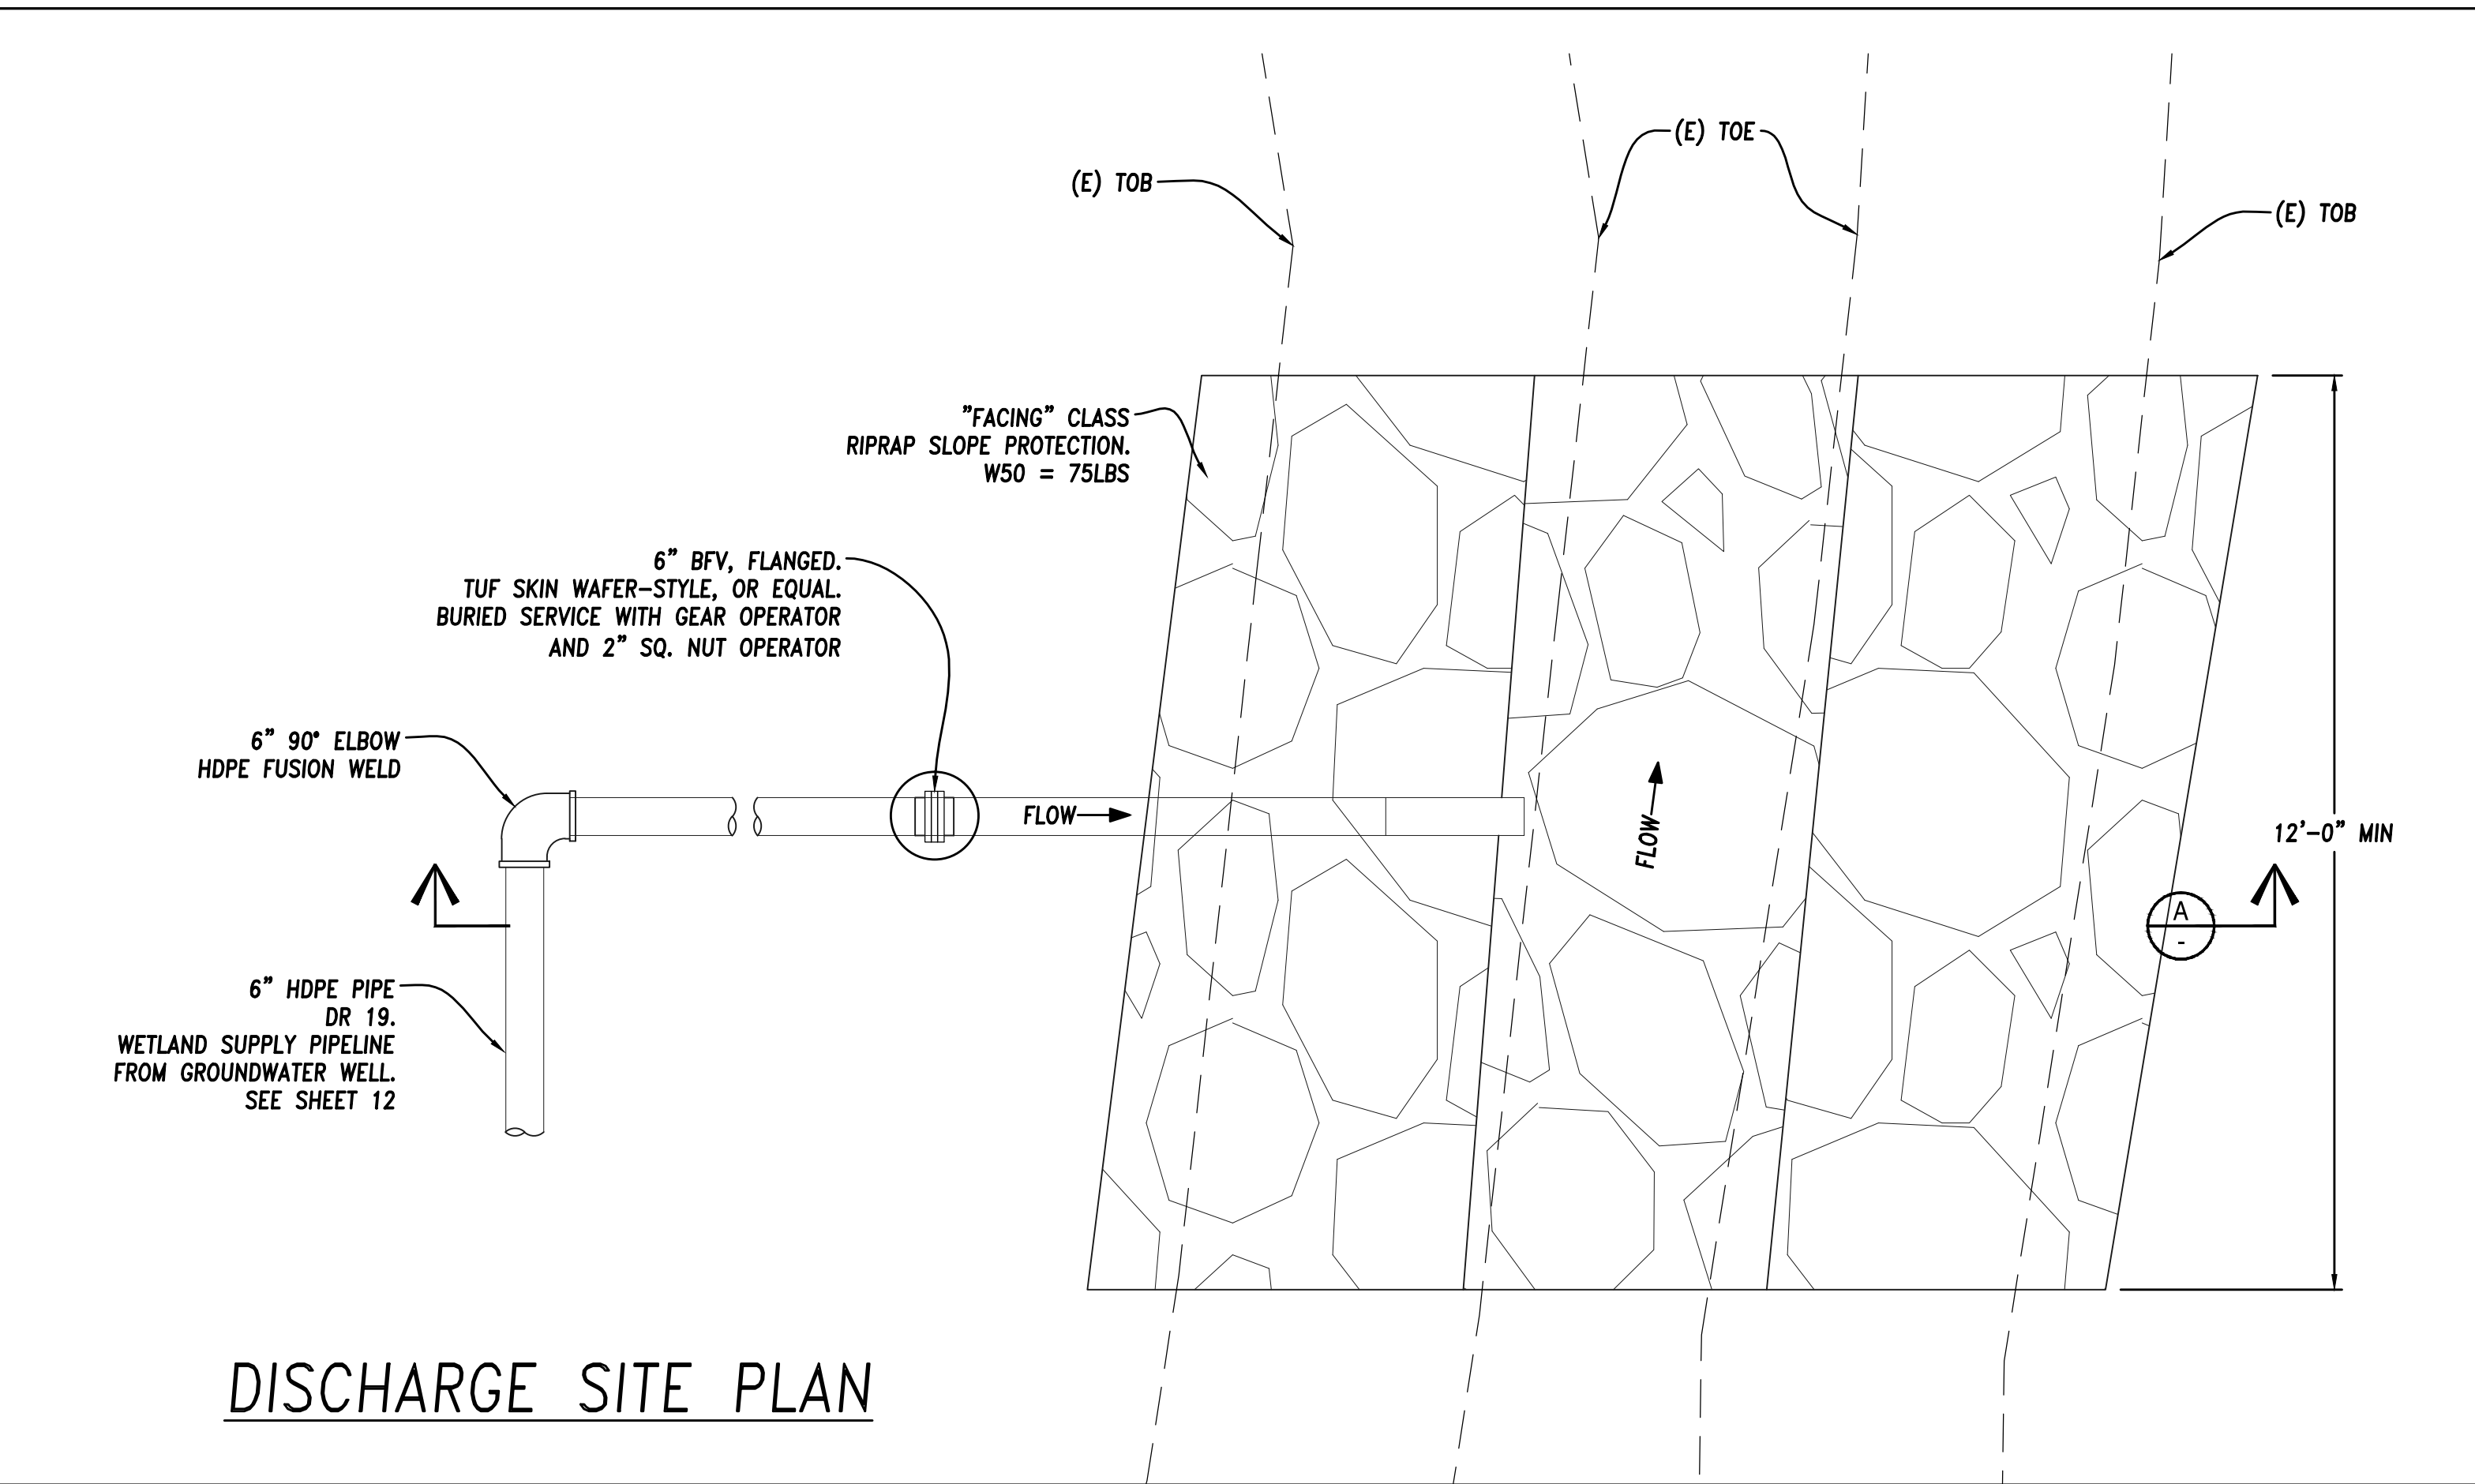 (E) TOE
(E) TOB
(E) TOB
"FACING" CLASS
RIPRAP SLOPE PROTECTION.
W50 = 75LBS
6" BFV, FLANGED.
TUF SKIN WAFER-STYLE, OR EQUAL.
BURIED SERVICE WITH GEAR OPERATOR
AND 2" SQ. NUT OPERATOR
6" 90° ELBOW
HDPE FUSION WELD
FLOW
FLOW
12'-0" MIN
A
-
6" HDPE PIPE
DR 19.
WETLAND SUPPLY PIPELINE
FROM GROUNDWATER WELL.
SEE SHEET 12
DISCHARGE SITE PLAN